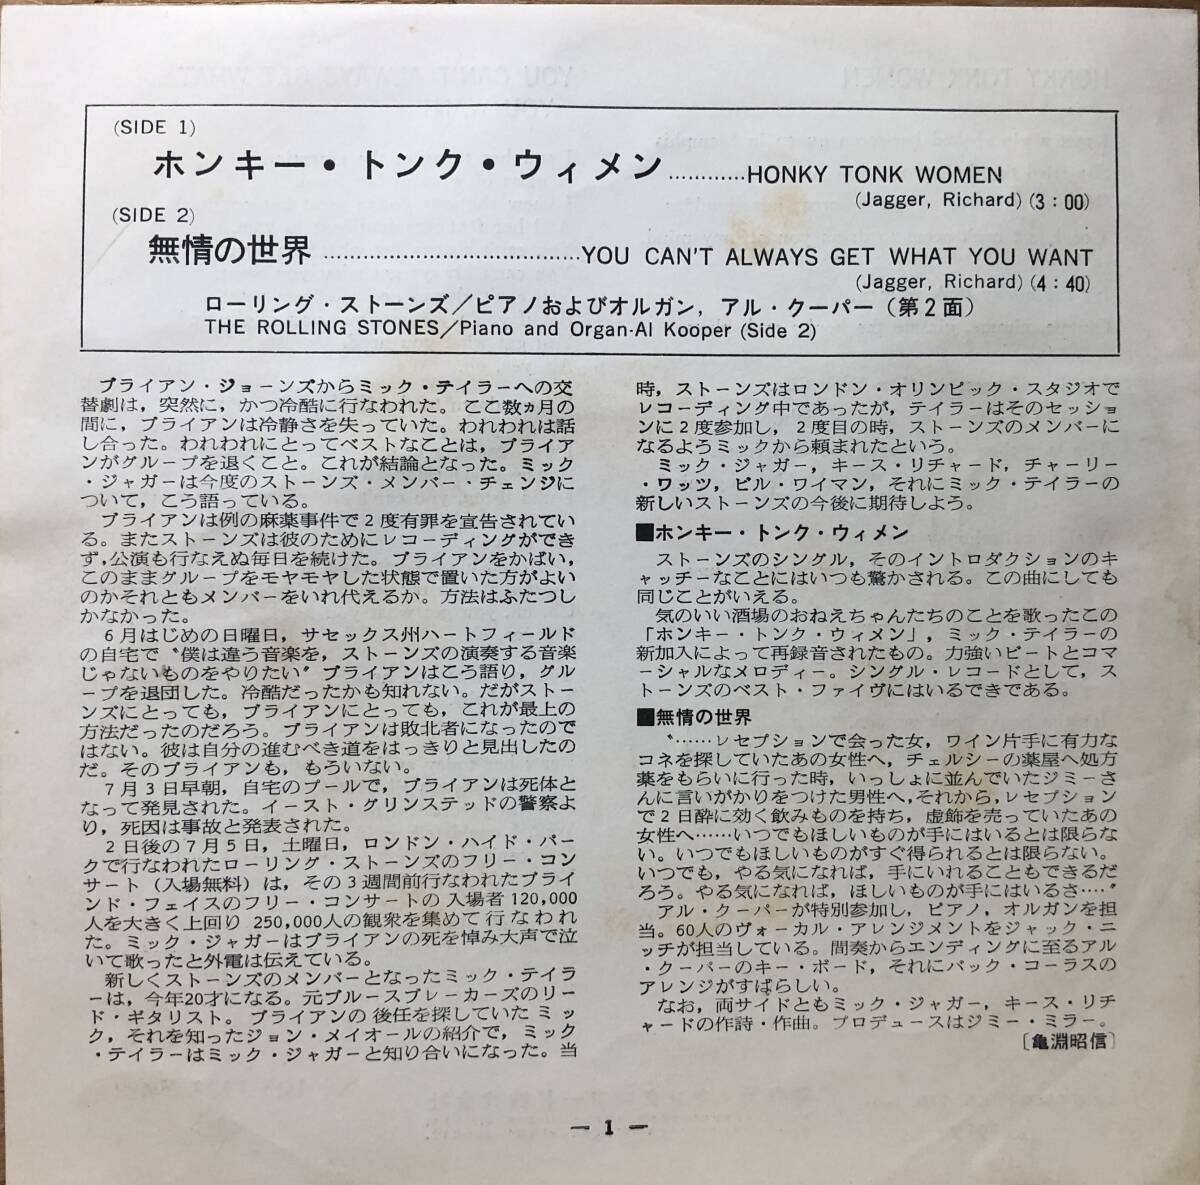 (SIDE 1)
ホンキー・トンク・ウィメン…………HONKY TONK WOMEN
(Jagger, Richard) (3：00)
(SIDE 2)
無情の世界……………………………………YOU CAN'T ALWAYS GET WHAT YOU WANT
(Jagger, Richard) (4：40)
ローリング・ストーンズ／ピアノおよびオルガン，アル・クーパー（第2面）
THE ROLLING STONES／Piano and Organ-Al Kooper (Side 2)
ブライアン・ジョーンズからミック・テイラーへの交
替劇は，突然に，かつ冷酷に行なわれた。ここ数ヵ月の
間に，ブライアンは冷静さを失っていた。われわれは話
し合った。われわれにとってベストなことは，ブライア
ンがグループを退くこと。これが結論となった。ミック
・ジャガーは今度のストーンズ・メンバー・チェンジに
ついて，こう語っている。
ブライアンは例の麻薬事件で2度有罪を宣告されてい
る。またストーンズは彼のためにレコーディングができ
ず，公演も行なえぬ毎日を続けた。ブライアンをかばい，
このままグループをモヤモヤした状態で置いた方がよい
のかそれともメンバーをいれ代えるか。方法はふたつし
かなかった。
6月はじめの日曜日，サセックス州ハートフィールド
の自宅で〝僕は違う音楽を，ストーンズの演奏する音楽
じゃないものをやりたい〟ブライアンはこう語り，グル
ープを退団した。冷酷だったかも知れない。だがストー
ンズにとっても，ブライアンにとっても，これが最上の
方法だったのだろう。ブライアンは敗北者になったので
はない。彼は自分の進むべき道をはっきりと見出したの
だ。そのブライアンも，もういない。
7月3日早朝，自宅のプールで，ブライアンは死体と
なって発見された。イースト・グリンステッドの警察よ
り，死因は事故と発表された。
2日後の7月5日，土曜日，ロンドン・ハイド・パー
クで行なわれたローリング・ストーンズのフリー・コン
サート（入場無料）は，その3週間前行なわれたブライ
ンド・フェイスのフリー・コンサートの入場者120,000
人を大きく上回り 250,000人の観衆を集めて行なわれ
た。ミック・ジャガーはブライアンの死を悼み大声で泣
いて歌ったと外電は伝えている。
新しくストーンズのメンバーとなったミック・テイラ
ーは，今年20才になる。元ブルースブレーカーズのリー
ド・ギタリスト。ブライアンの後任を探していたミッ
ク，それを知ったジョン・メイオールの紹介で，ミック
・テイラーはミック・ジャガーと知り合いになった。当
時，ストーンズはロンドン・オリンピック・スタジオで
レコーディング中であったが，テイラーはそのセッショ
ンに2度参加し，2度目の時，ストーンズのメンバーに
なるようミックから頼まれたという。
ミック・ジャガー，キース・リチャード，チャーリー
・ワッツ，ビル・ワイマン，それにミック・テイラーの
新しいストーンズの今後に期待しよう。
■ホンキー・トンク・ウィメン
ストーンズのシングル，そのイントロダクションのキ
ャッチーなことにはいつも驚かされる。この曲にしても
同じことがいえる。
気のいい酒場のおねえちゃんたちのことを歌ったこの
「ホンキー・トンク・ウィメン」，ミック・テイラーの
新加入によって再録音されたもの。力強いビートとコマ
ーシャルなメロディー。シングル・レコードとして，ス
トーンズのベスト・ファイヴにはいるできである。
■無情の世界
〝……レセプションで会った女，ワイン片手に有力な
コネを探していたあの女性へ，チェルシーの薬屋へ処方
薬をもらいに行った時，いっしょに並んでいたジミーさ
んに言いがかりをつけた男性へ，それから，レセプション
で2日酔に効く飲みものを持ち，虚飾を売っていたあの
女性へ……いつでもほしいものが手にはいるとは限らな
い。いつでもほしいものがすぐ得られるとは限らない。
いつでも，やる気になれば，手にいれることもできるだ
ろう。やる気になれば，ほしいものが手にはいるさ…〟
アル・クーパーが特別参加し，ピアノ，オルガンを担
当。60人のヴォーカル・アレンジメントをジャック・ニ
ッチが担当している。間奏からエンディングに至るアル
・クーパーのキー・ボード，それにバック・コーラスの
アレンジがすばらしい。
なお，両サイドともミック・ジャガー，キース・リチ
ャードの作詩・作曲。プロデュースはジミー・ミラー。
〔亀淵昭信〕
— 1 —